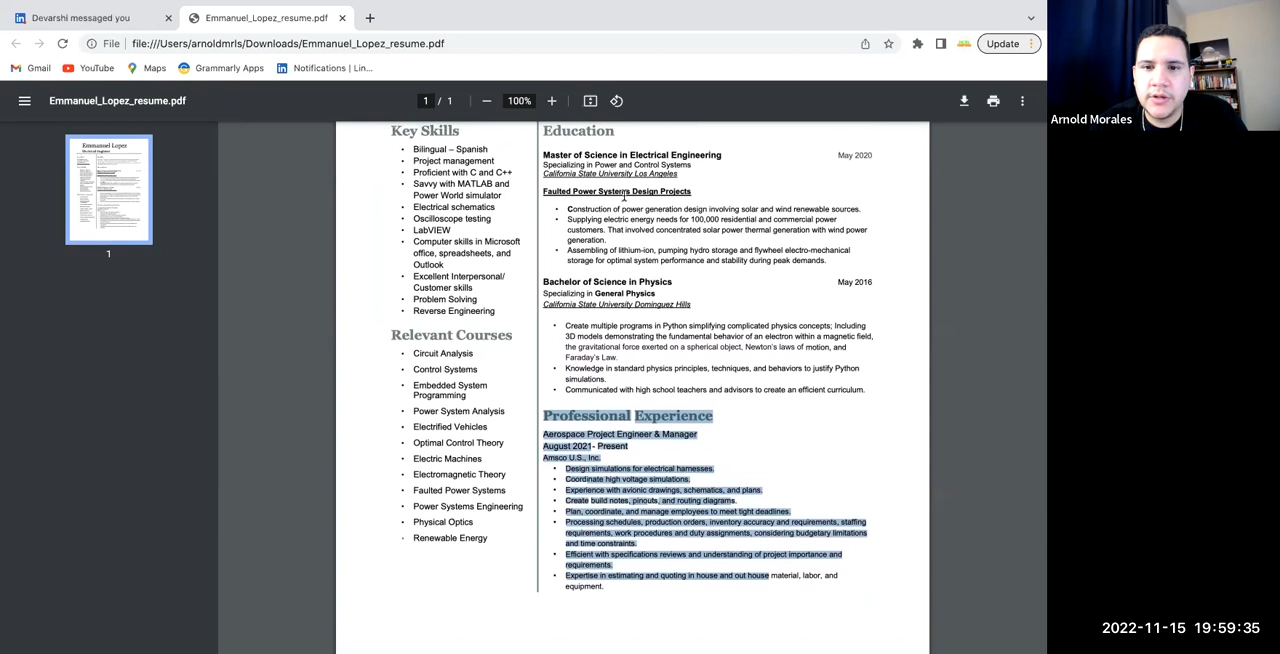 Devarshi messaged you
Emmanuel_Lopez_resume.pdf
File
file:///Users/arnoldmrls/Downloads/Emmanuel_Lopez_resume.pdf
Update
Gmail
YouTube
Maps
Grammarly Apps
Notifications | Lin...
Emmanuel_Lopez_resume.pdf
1 / 1
100%
Arnold Morales
Emmanuel Lopez
Electrical Engineer
1
Key Skills
• Bilingual – Spanish
• Project management
• Proficient with C and C++
• Savvy with MATLAB and
Power World simulator
• Electrical schematics
• Oscilloscope testing
• LabVIEW
• Computer skills in Microsoft
office, spreadsheets, and
Outlook
• Excellent Interpersonal/
Customer skills
• Problem Solving
• Reverse Engineering
Relevant Courses
• Circuit Analysis
• Control Systems
• Embedded System
Programming
• Power System Analysis
• Electrified Vehicles
• Optimal Control Theory
• Electric Machines
• Electromagnetic Theory
• Faulted Power Systems
• Power Systems Engineering
• Physical Optics
• Renewable Energy
Education
Master of Science in Electrical Engineering May 2020
Specializing in Power and Control Systems
California State University Los Angeles
Faulted Power Systems Design Projects
• Construction of power generation design involving solar and wind renewable sources.
• Supplying electric energy needs for 100,000 residential and commercial power
customers. That involved concentrated solar power thermal generation with wind power
generation.
• Assembling of lithium-ion, pumping hydro storage and flywheel electro-mechanical
storage for optimal system performance and stability during peak demands.
Bachelor of Science in Physics May 2016
Specializing in General Physics
California State University Dominguez Hills
• Create multiple programs in Python simplifying complicated physics concepts; Including
3D models demonstrating the fundamental behavior of an electron within a magnetic field,
the gravitational force exerted on a spherical object, Newton's laws of motion, and
Faraday's Law.
• Knowledge in standard physics principles, techniques, and behaviors to justify Python
simulations.
• Communicated with high school teachers and advisors to create an efficient curriculum.
Professional Experience
Aerospace Project Engineer & Manager
August 2021- Present
Amsco U.S., Inc.
• Design simulations for electrical harnesses.
• Coordinate high voltage simulations.
• Experience with avionic drawings, schematics, and plans.
• Create build notes, pinouts, and routing diagrams.
• Plan, coordinate, and manage employees to meet tight deadlines.
• Processing schedules, production orders, inventory accuracy and requirements, staffing
requirements, work procedures and duty assignments, considering budgetary limitations
and time constraints.
• Efficient with specifications reviews and understanding of project importance and
requirements.
• Expertise in estimating and quoting in house and out house material, labor, and
equipment.
2022-11-15 19:59:35